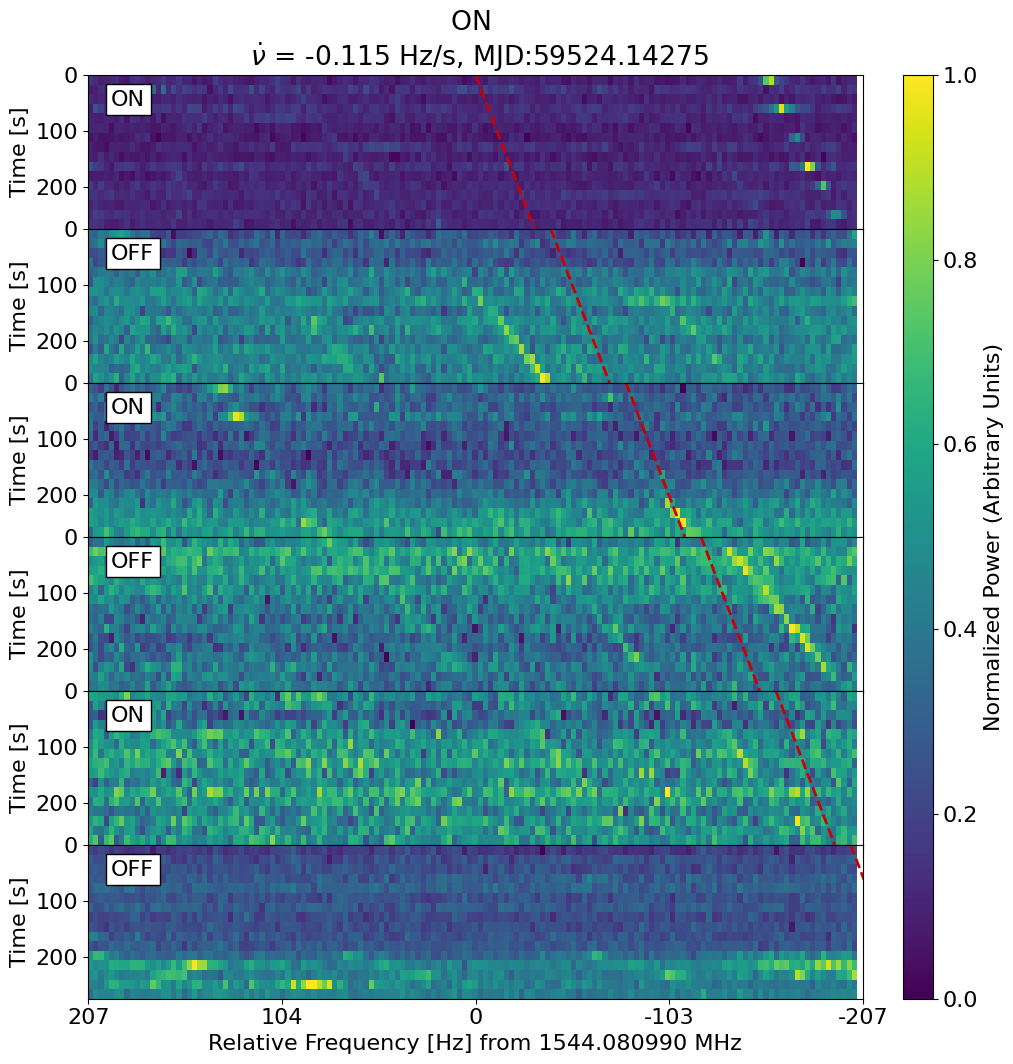 ON
ν̇ = -0.115 Hz/s, MJD:59524.14275
0
ON
100
200
Time [s]
0
OFF
100
200
Time [s]
0
ON
100
200
Time [s]
0
OFF
100
200
Time [s]
0
ON
100
200
Time [s]
0
OFF
100
200
Time [s]
207 104 0 -103 -207
Relative Frequency [Hz] from 1544.080990 MHz
1.0
0.8
0.6
0.4
0.2
0.0
Normalized Power (Arbitrary Units)